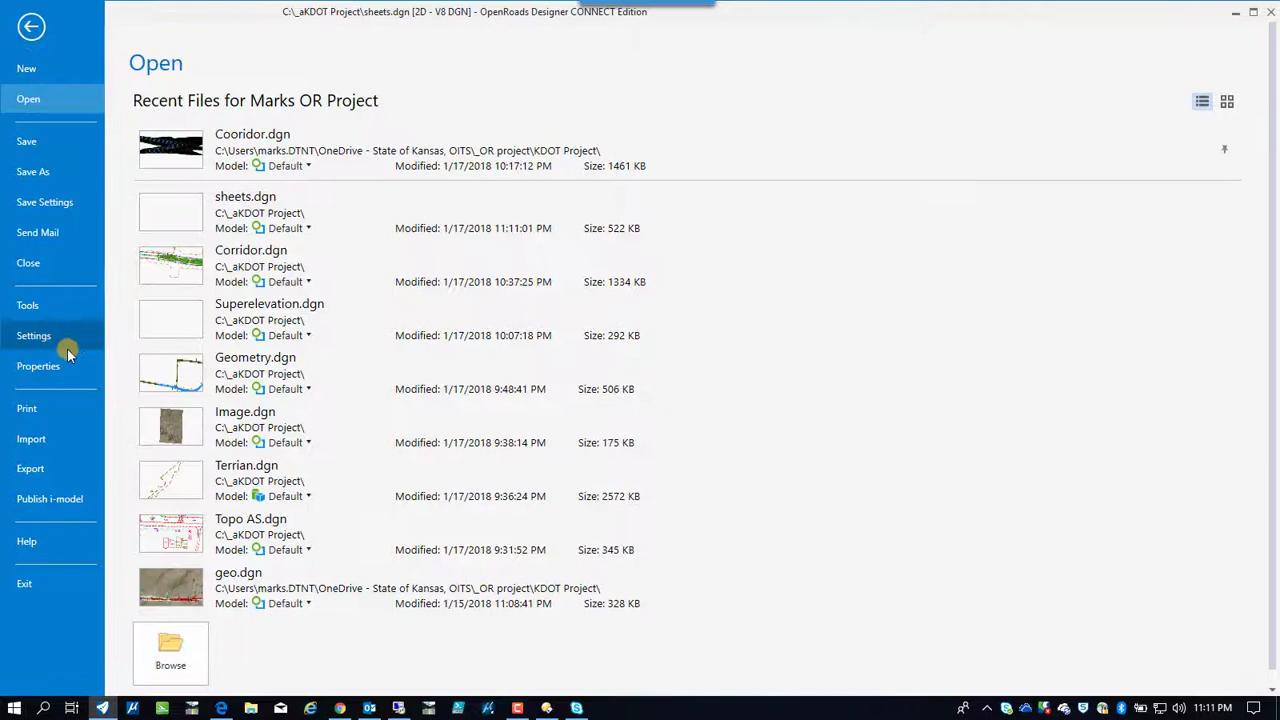 C:\_aKDOT Project\sheets.dgn [2D - V8 DGN] - OpenRoads Designer CONNECT Edition
New
Open
Save
Save As
Save Settings
Send Mail
Close
Tools
Settings
Properties
Print
Import
Export
Publish i-model
Help
Exit
Open
Recent Files for Marks OR Project
Cooridor.dgn
C:\Users\marks.DTNT\OneDrive - State of Kansas, OITS\_OR project\KDOT Project\
Model: Default Modified: 1/17/2018 10:17:12 PM Size: 1461 KB
sheets.dgn
C:\_aKDOT Project\
Model: Default Modified: 1/17/2018 11:11:01 PM Size: 522 KB
Corridor.dgn
C:\_aKDOT Project\
Model: Default Modified: 1/17/2018 10:37:25 PM Size: 1334 KB
Superelevation.dgn
C:\_aKDOT Project\
Model: Default Modified: 1/17/2018 10:07:18 PM Size: 292 KB
Geometry.dgn
C:\_aKDOT Project\
Model: Default Modified: 1/17/2018 9:48:41 PM Size: 506 KB
Image.dgn
C:\_aKDOT Project\
Model: Default Modified: 1/17/2018 9:38:14 PM Size: 175 KB
Terrian.dgn
C:\_aKDOT Project\
Model: Default Modified: 1/17/2018 9:36:24 PM Size: 2572 KB
Topo AS.dgn
C:\_aKDOT Project\
Model: Default Modified: 1/17/2018 9:31:52 PM Size: 345 KB
geo.dgn
C:\Users\marks.DTNT\OneDrive - State of Kansas, OITS\_OR project\KDOT Project\
Model: Default Modified: 1/15/2018 11:08:41 PM Size: 328 KB
Browse
11:11 PM